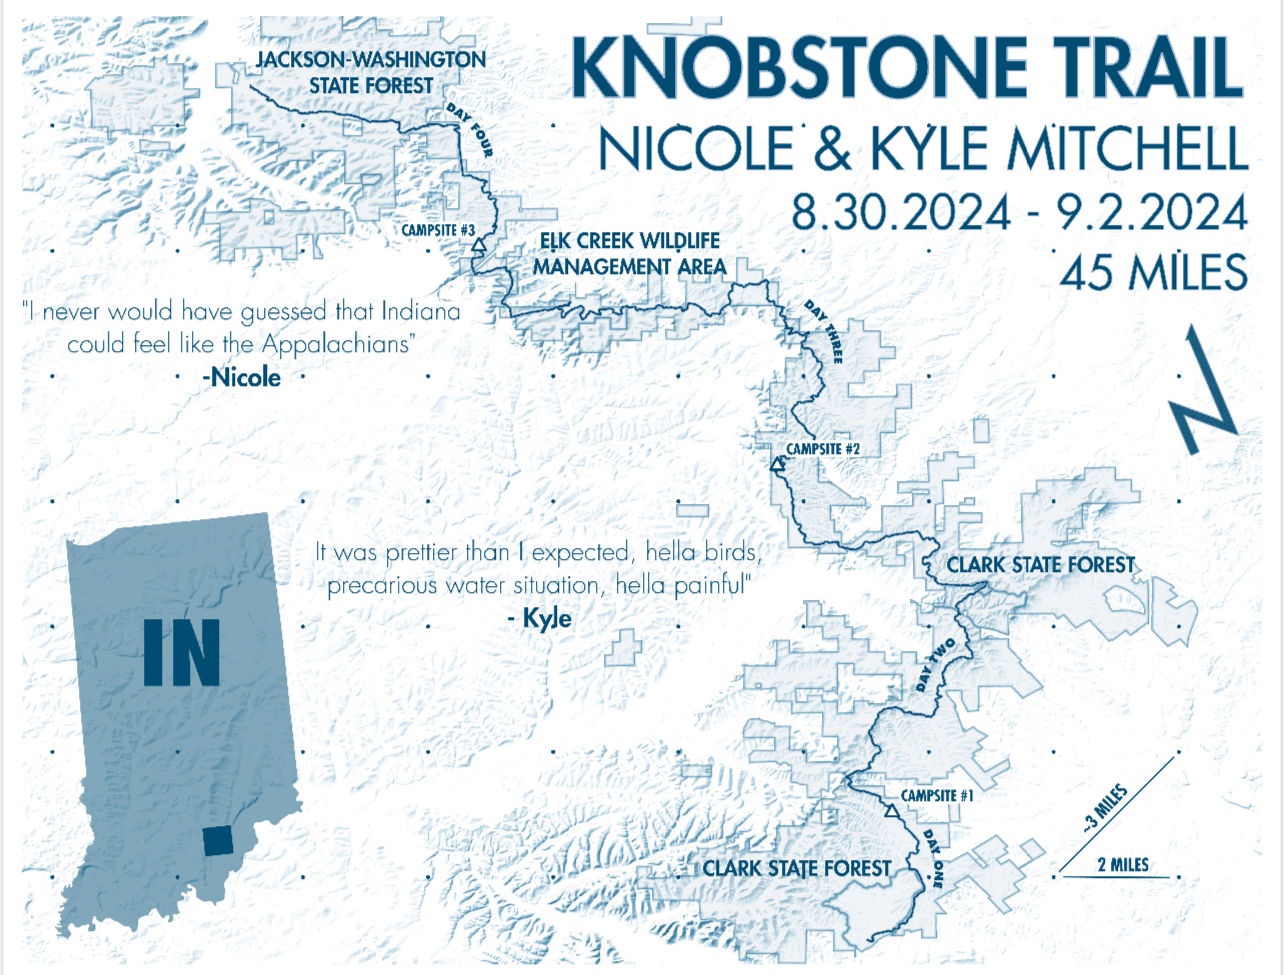 KNOBSTONE TRAIL
NICOLE & KYLE MITCHELL
8.30.2024 - 9.2.2024
45 MILES
JACKSON-WASHINGTON
STATE FOREST
DAY FOUR
CAMPSITE #3
ELK CREEK WILDLIFE
MANAGEMENT AREA
DAY THREE
"I never would have guessed that Indiana
could feel like the Appalachians"
-Nicole
N
CAMPSITE #2
It was prettier than I expected, hella birds,
precarious water situation, hella painful"
- Kyle
CLARK STATE FOREST
DAY TWO
IN
CAMPSITE #1
DAY ONE
CLARK STATE FOREST
~3 MILES
2 MILES